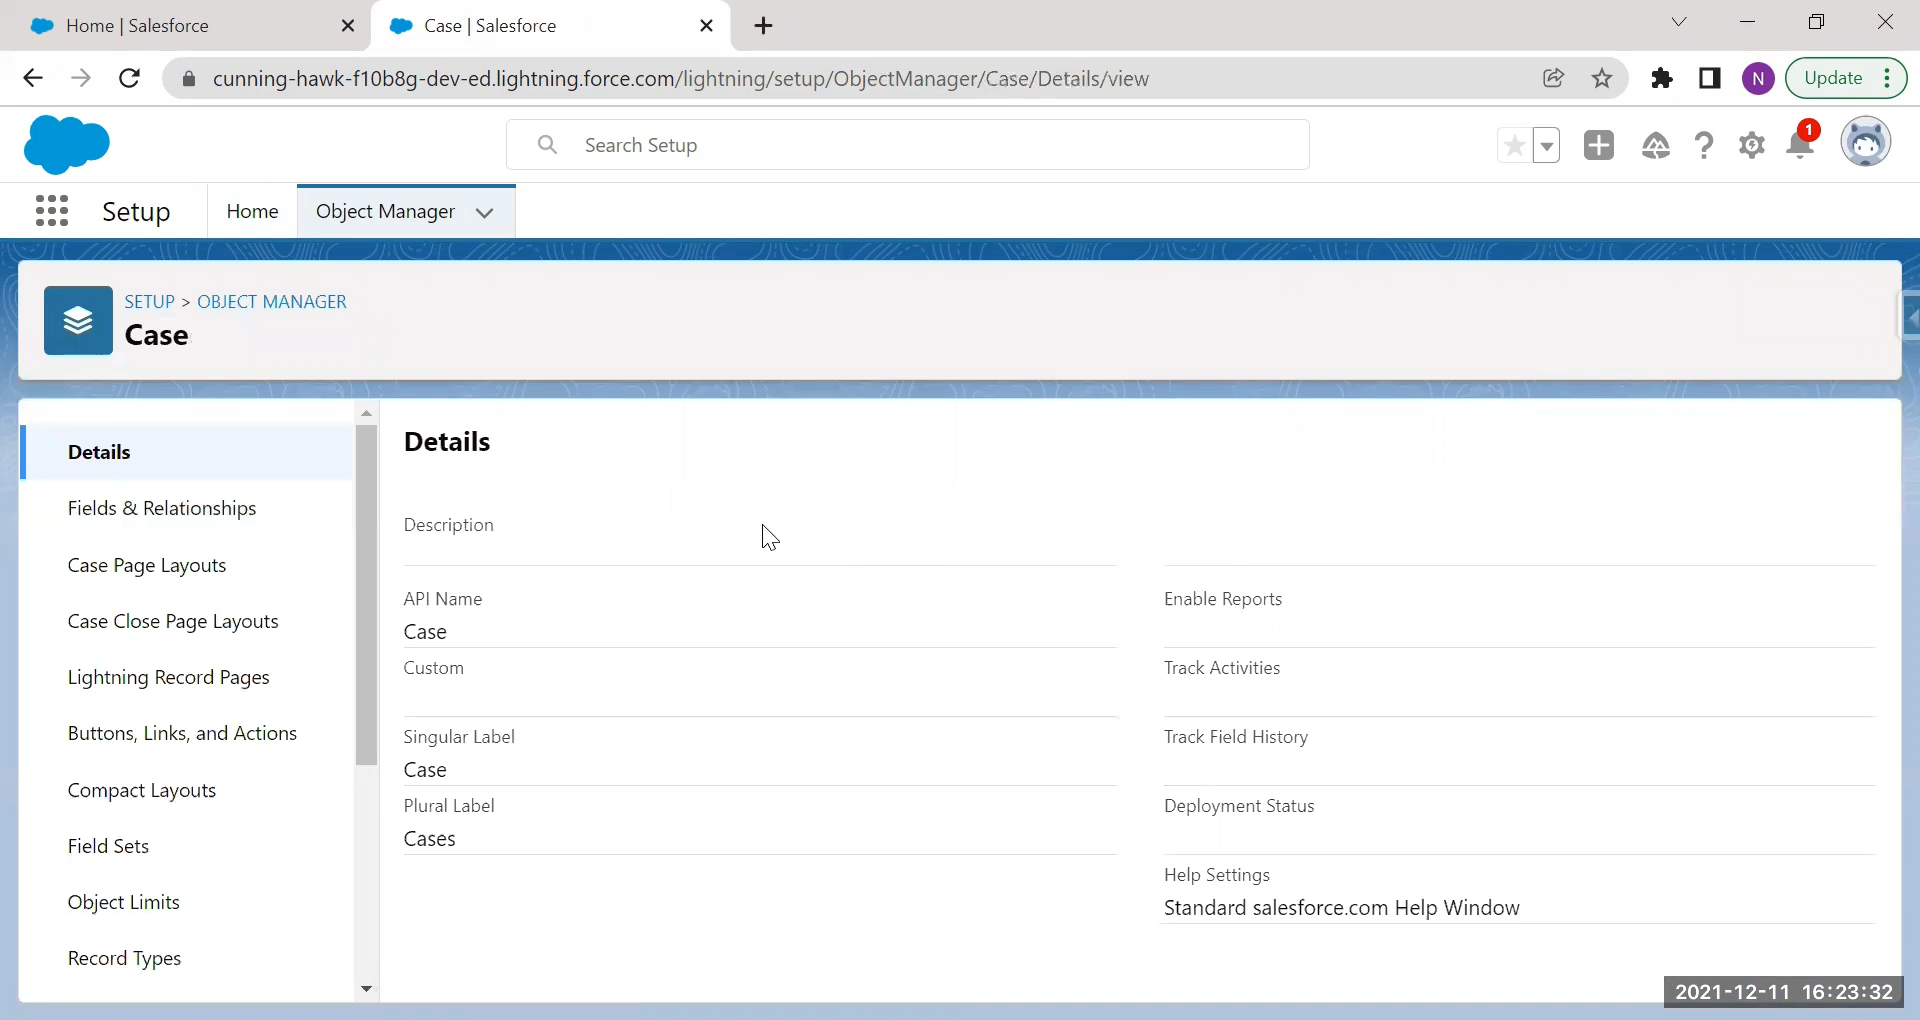 Home | Salesforce
Case | Salesforce
cunning-hawk-f10b8g-dev-ed.lightning.force.com/lightning/setup/ObjectManager/Case/Details/view
N
Update
Search Setup
1
Setup
Home
Object Manager
SETUP > OBJECT MANAGER
Case
Details
Fields & Relationships
Case Page Layouts
Case Close Page Layouts
Lightning Record Pages
Buttons, Links, and Actions
Compact Layouts
Field Sets
Object Limits
Record Types
Details
Description
API Name
Case
Custom
Singular Label
Case
Plural Label
Cases
Enable Reports
Track Activities
Track Field History
Deployment Status
Help Settings
Standard salesforce.com Help Window
2021-12-11 16:23:32